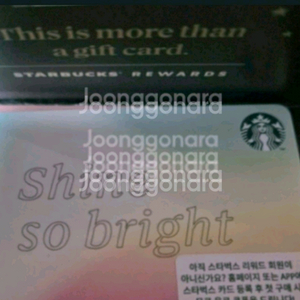 This is more than
a gift card.
STARBUCKS® REWARDS
Joonggonara
Joonggonara
Joonggonara
Joonggonara
Shine
so bright
아직 스타벅스 리워드 회원이
아니신가요? 홈페이지 또는 APP에
스타벅스 카드 등록 후 첫 구매 시